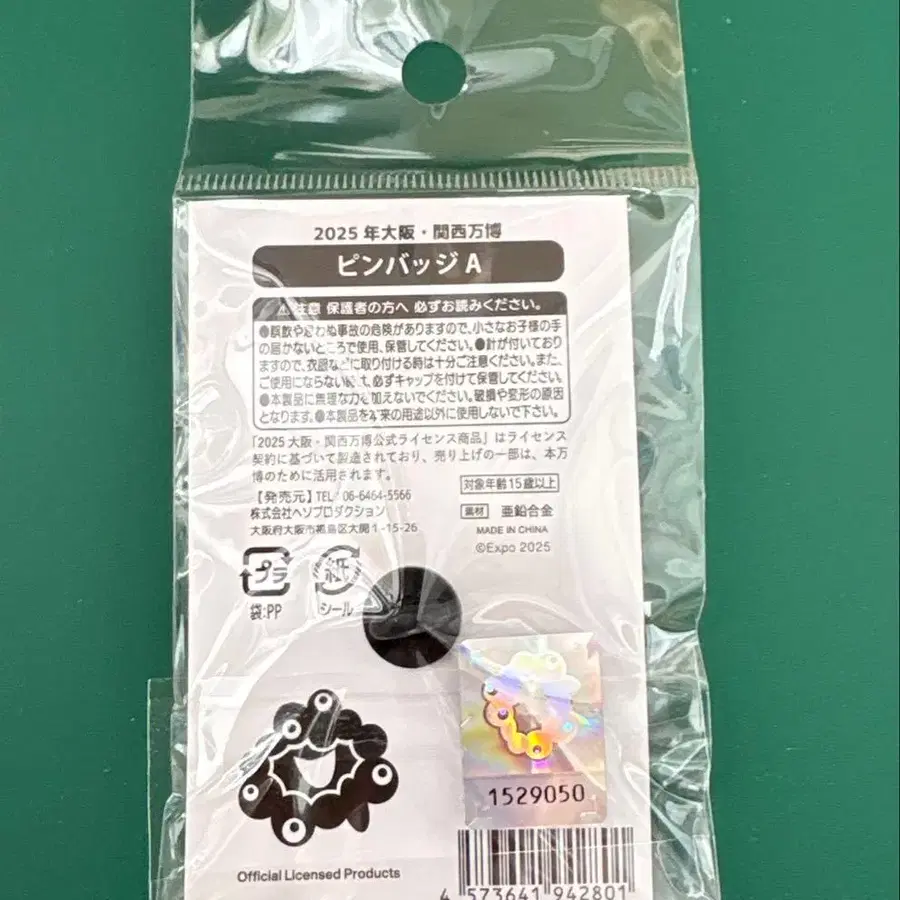 2025年大阪・関西万博
ピンバッジ A
⚠注意 保護者の方へ 必ずお読みください。
●誤飲や思わぬ事故の危険がありますので、小さなお子様の手
の届かないところで使用、保管してください。●針が付いており
ますので、衣服などに取り付ける時は十分ご注意ください。また、
ご使用にならない時は、必ずキャップを付けて保管してください。
●本製品に無理な力を加えないでください。破損や変形の原因
となります。●本製品を本来の用途以外に使用しないで下さい。
「2025 大阪・関西万博公式ライセンス商品」はライセンス
契約に基づいて製造されており、売り上げの一部は、本万
博のために活用されます。
対象年齢15歳以上
【発売元】TEL:06-6464-5566
株式会社ヘソプロダクション
大阪府大阪市福島区大開1-15-26
素材 亜鉛合金
MADE IN CHINA
©Expo 2025
プラ
袋:PP
紙
シール
1529050
Official Licensed Products
4 573641 942801